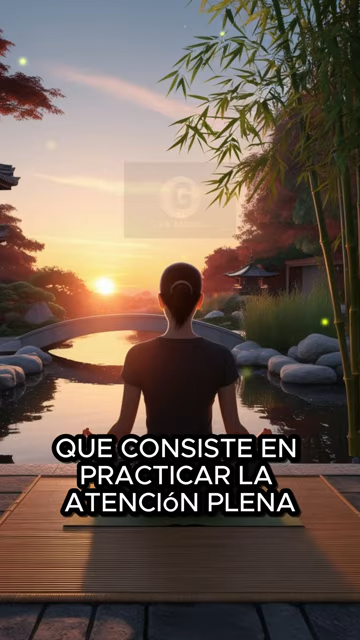 G
QUE CONSISTE EN
PRACTICAR LA
ATENCIóN PLENA